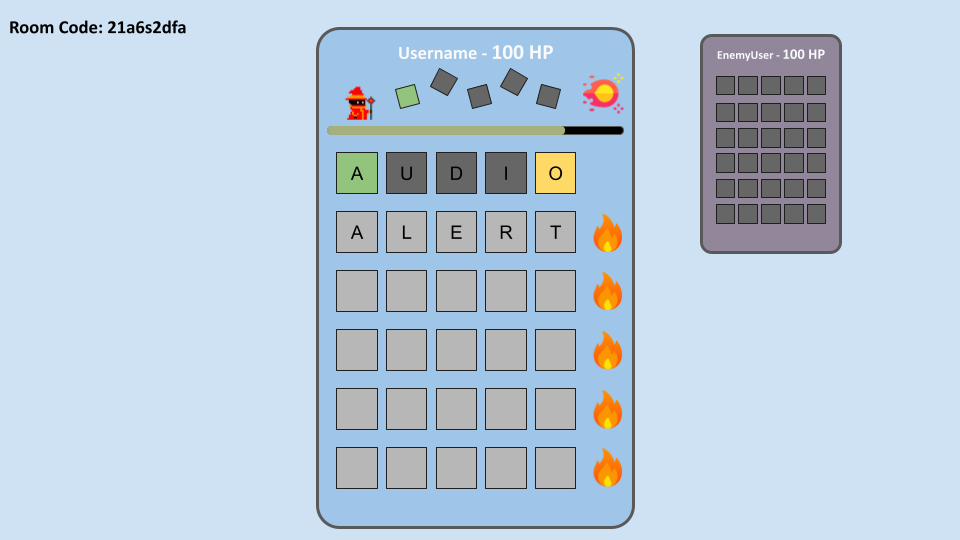 Room Code: 21a6s2dfa
Username - 100 HP
EnemyUser - 100 HP
A U D I O
A L E R T